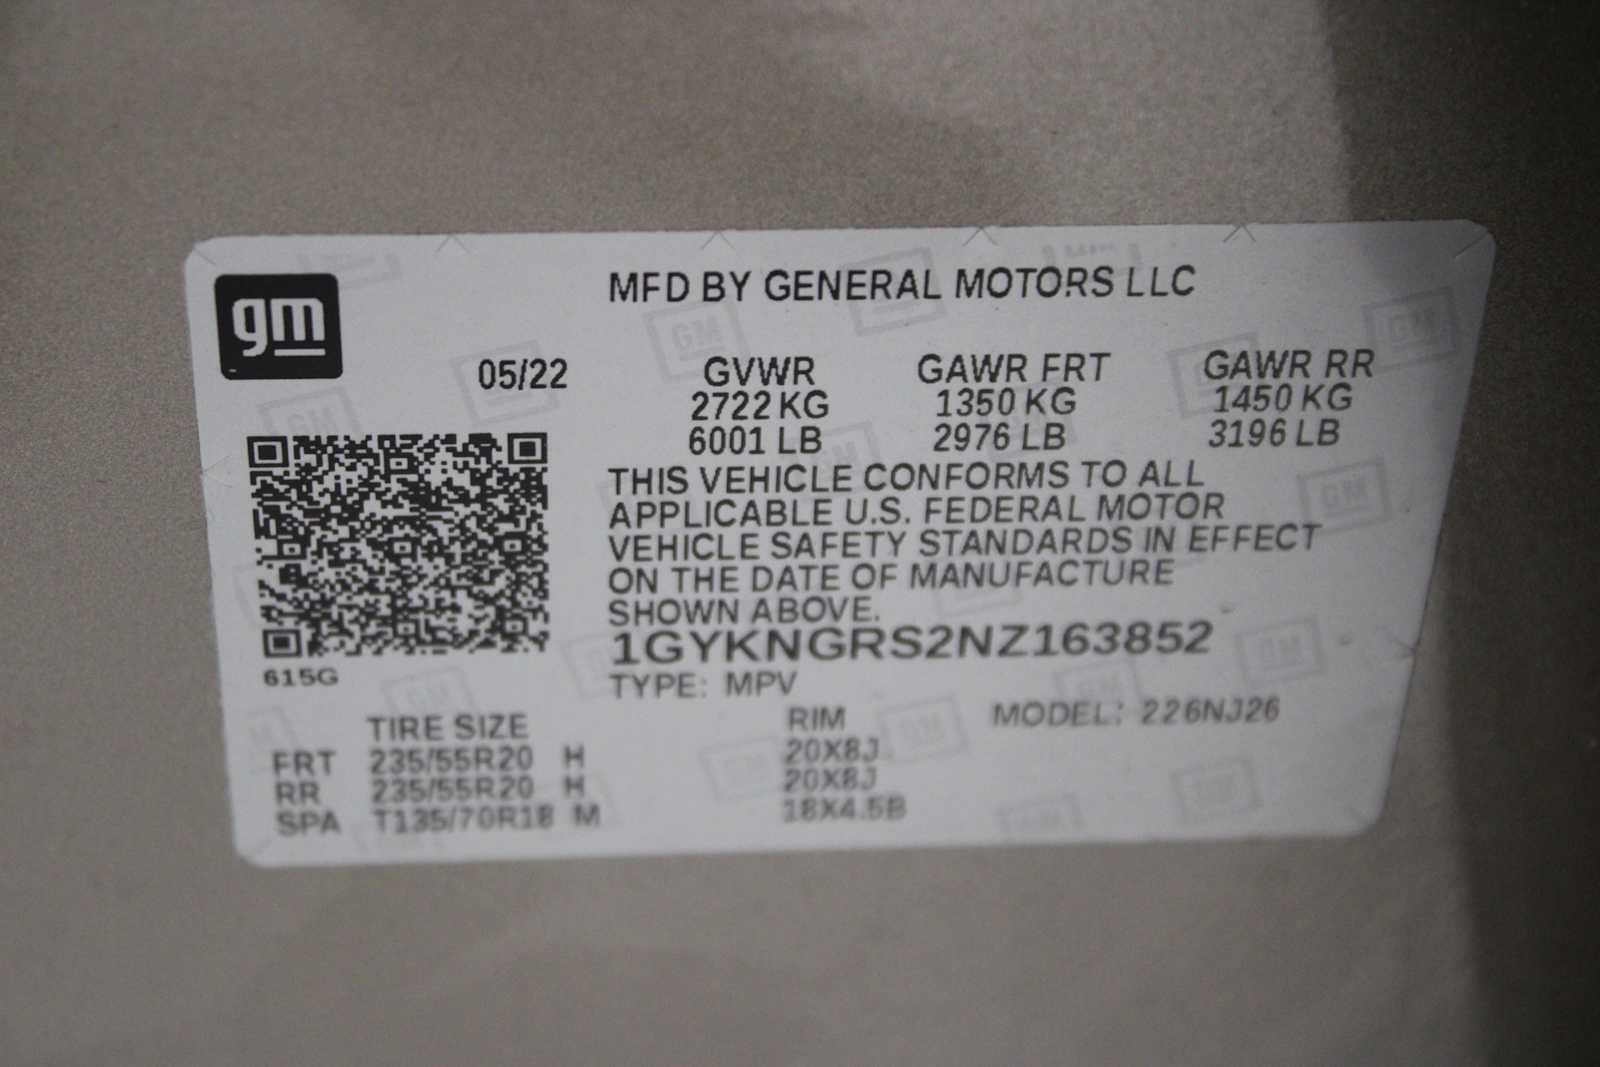 gm
MFD BY GENERAL MOTORS LLC
05/22 GVWR GAWR FRT GAWR RR
2722 KG 1350 KG 1450 KG
6001 LB 2976 LB 3196 LB
THIS VEHICLE CONFORMS TO ALL
APPLICABLE U.S. FEDERAL MOTOR
VEHICLE SAFETY STANDARDS IN EFFECT
ON THE DATE OF MANUFACTURE
SHOWN ABOVE.
1GYKNGRS2NZ163852
615G
TYPE: MPV
TIRE SIZE RIM MODEL: 226NJ26
FRT 235/55R20 H 20X8J
RR 235/55R20 H 20X8J
SPA T135/70R18 M 18X4.5B